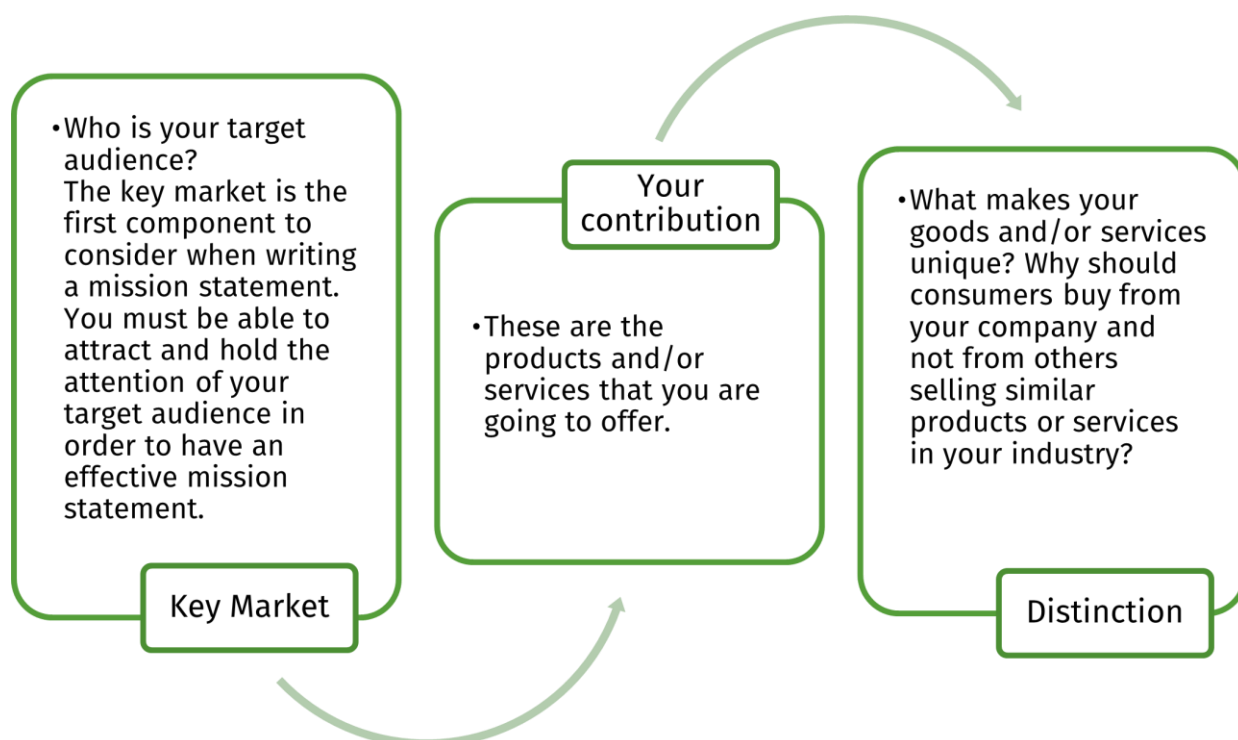 •Who is your target
audience?
The key market is the
first component to
consider when writing
a mission statement.
You must be able to
attract and hold the
attention of your
target audience in
order to have an
effective mission
statement.
Key Market
Your
contribution
•These are the
products and/or
services that you are
going to offer.
•What makes your
goods and/or services
unique? Why should
consumers buy from
your company and
not from others
selling similar
products or services
in your industry?
Distinction